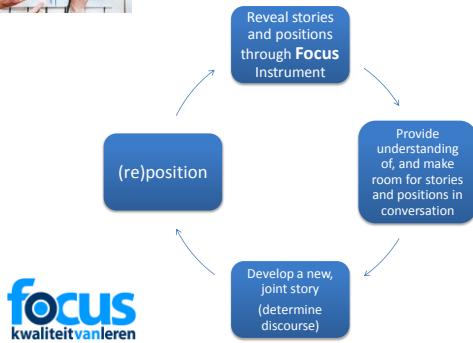 Reveal stories
and positions
through Focus
Instrument
Provide
understanding
of, and make
room for stories
and positions in
conversation
Develop a new,
joint story
(determine
discourse)
(re)position
focus
kwaliteitvanleren